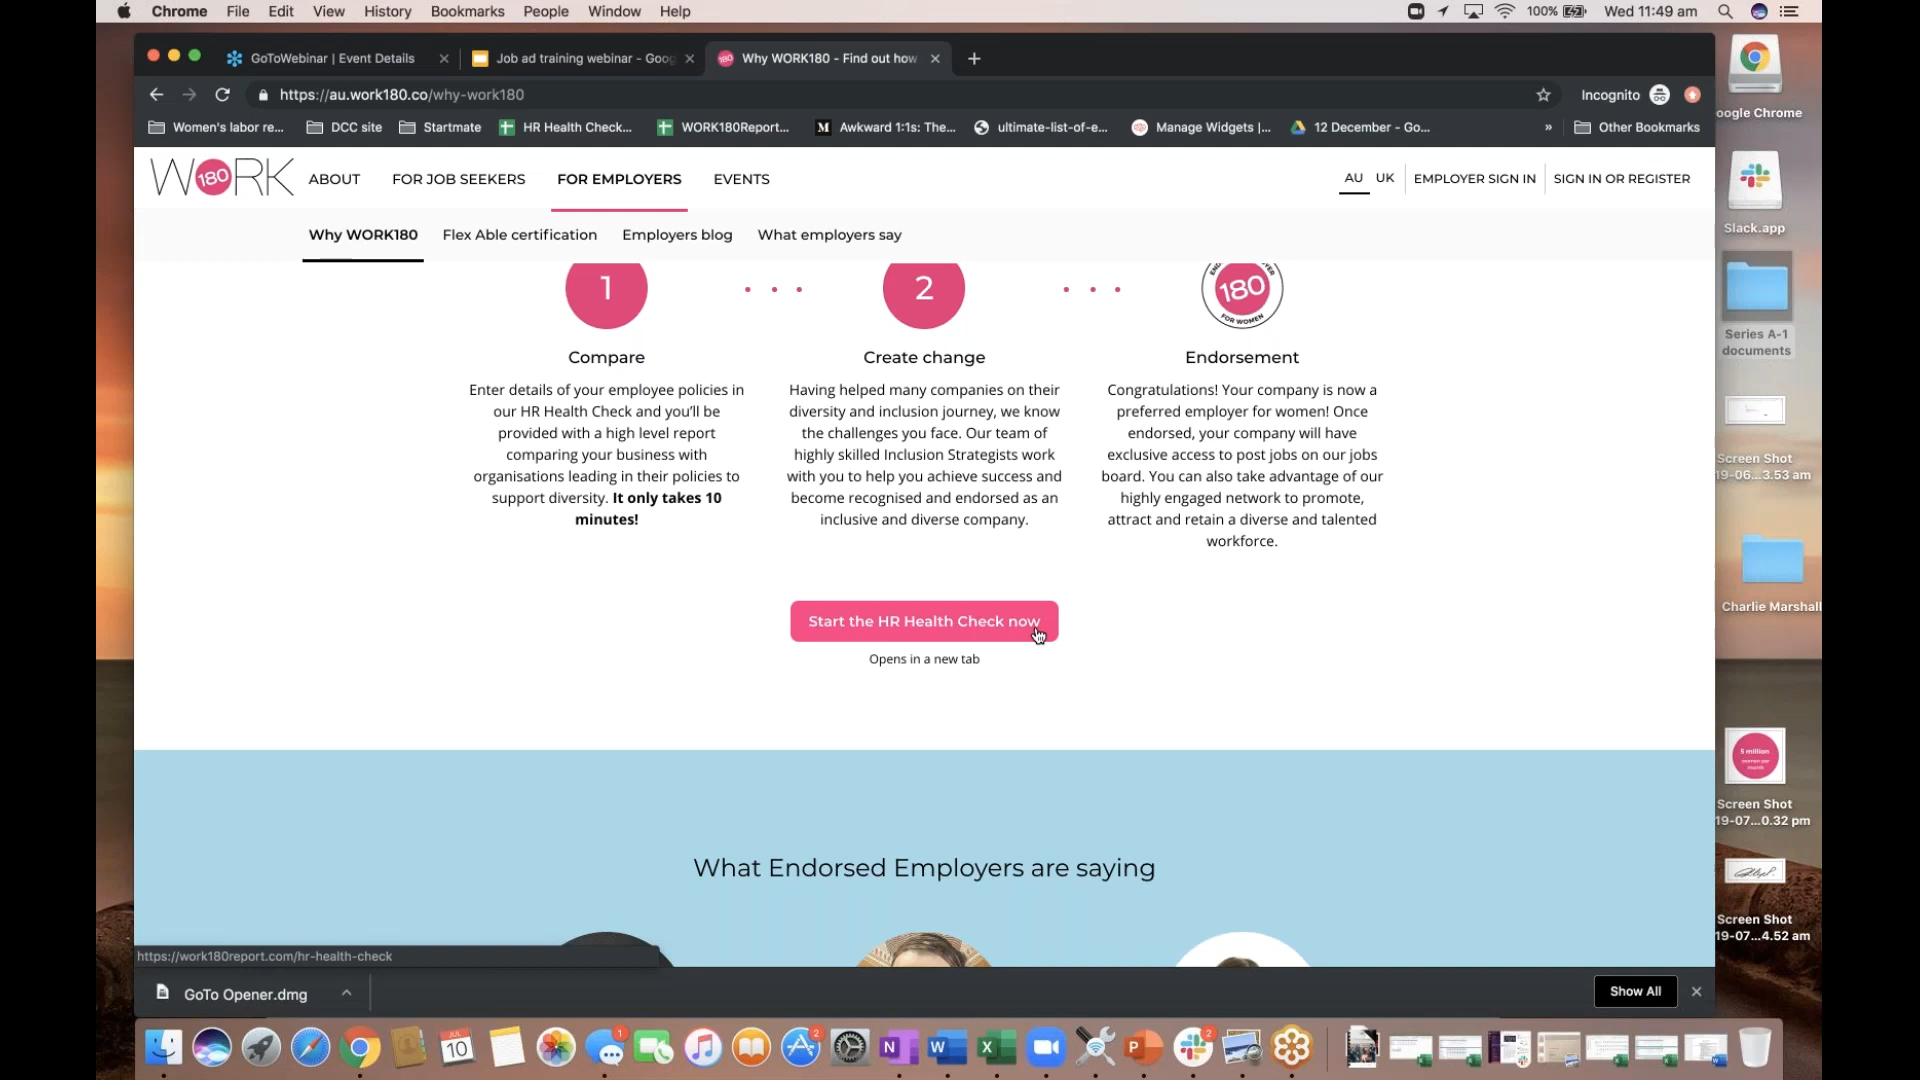 Chrome File Edit View History Bookmarks People Window Help 100% Wed 11:49 am
GoToWebinar | Event Details Job ad training webinar - Goog Why WORK180 - Find out how
https://au.work180.co/why-work180 Incognito
Women's labor re... DCC site Startmate HR Health Check... WORK180Report... Awkward 1:1s: The... ultimate-list-of-e... Manage Widgets |... 12 December - Go... » Other Bookmarks
WORK 180 ABOUT FOR JOB SEEKERS FOR EMPLOYERS EVENTS AU UK EMPLOYER SIGN IN SIGN IN OR REGISTER
Why WORK180 Flex Able certification Employers blog What employers say
1 2 180
FOR WOMEN
Compare Create change Endorsement
Enter details of your employee policies in
our HR Health Check and you'll be
provided with a high level report
comparing your business with
organisations leading in their policies to
support diversity. It only takes 10
minutes!
Having helped many companies on their
diversity and inclusion journey, we know
the challenges you face. Our team of
highly skilled Inclusion Strategists work
with you to help you achieve success and
become recognised and endorsed as an
inclusive and diverse company.
Congratulations! Your company is now a
preferred employer for women! Once
endorsed, your company will have
exclusive access to post jobs on our jobs
board. You can also take advantage of our
highly engaged network to promote,
attract and retain a diverse and talented
workforce.
Start the HR Health Check now
Opens in a new tab
What Endorsed Employers are saying
https://work180report.com/hr-health-check
GoTo Opener.dmg Show All
oogle Chrome
Slack.app
Series A-1
documents
Screen Shot
19-06...3.53 am
Charlie Marshall
5 million
women per
month
Screen Shot
19-07...0.32 pm
Screen Shot
19-07...4.52 am
JUL
10
1
2
2